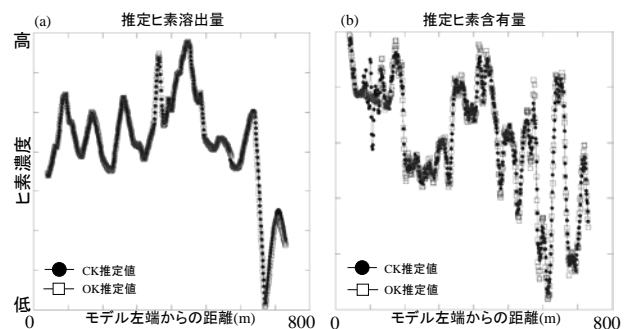 (a) 推定ヒ素溶出量
高
ヒ素濃度
低
CK推定値
OK推定値
0 モデル左端からの距離(m) 800
(b) 推定ヒ素含有量
CK推定値
OK推定値
0 モデル左端からの距離(m) 800